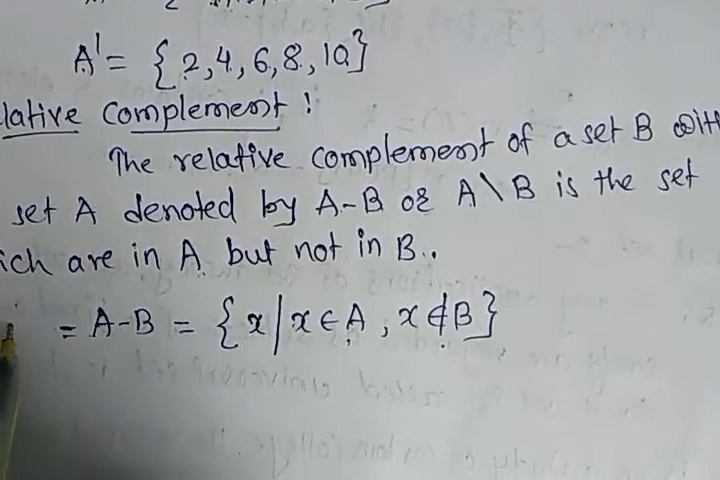 A' = {2,4,6,8,10}
lative complement :
The relative complement of a set B with
set A denoted by A-B or A\B is the set
ich are in A but not in B..
= A-B = {x/x∈A, x∉B}